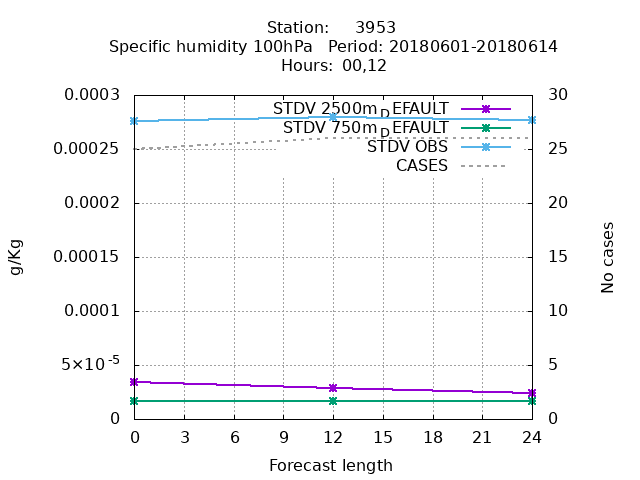 Station: 3953
Specific humidity 100hPa Period: 20180601-20180614
Hours: 00,12
0.0003
0.00025
0.0002
0.00015
0.0001
5×10-5
0
g/Kg
STDV 2500mDEFAULT
STDV 750mDEFAULT
STDV OBS
CASES
30
25
20
15
10
5
0
No cases
0 3 6 9 12 15 18 21 24
Forecast length